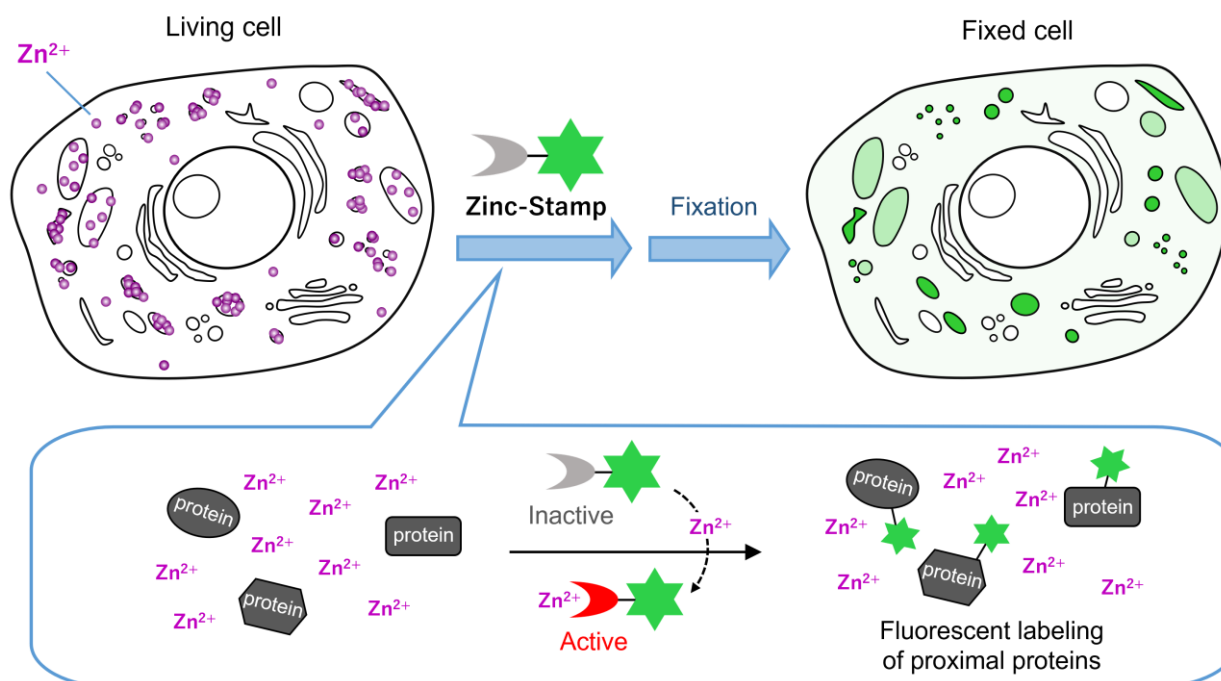 Living cell
Zn²⁺
Fixed cell
Zinc-Stamp
Fixation
Zn²⁺
Zn²⁺
Zn²⁺
Zn²⁺
Zn²⁺
Zn²⁺
Zn²⁺
Zn²⁺
protein
protein
protein
Inactive
Zn²⁺
Zn²⁺
Active
Zn²⁺
Zn²⁺
Zn²⁺
Zn²⁺
Zn²⁺
Zn²⁺
Zn²⁺
protein
protein
protein
Fluorescent labeling
of proximal proteins